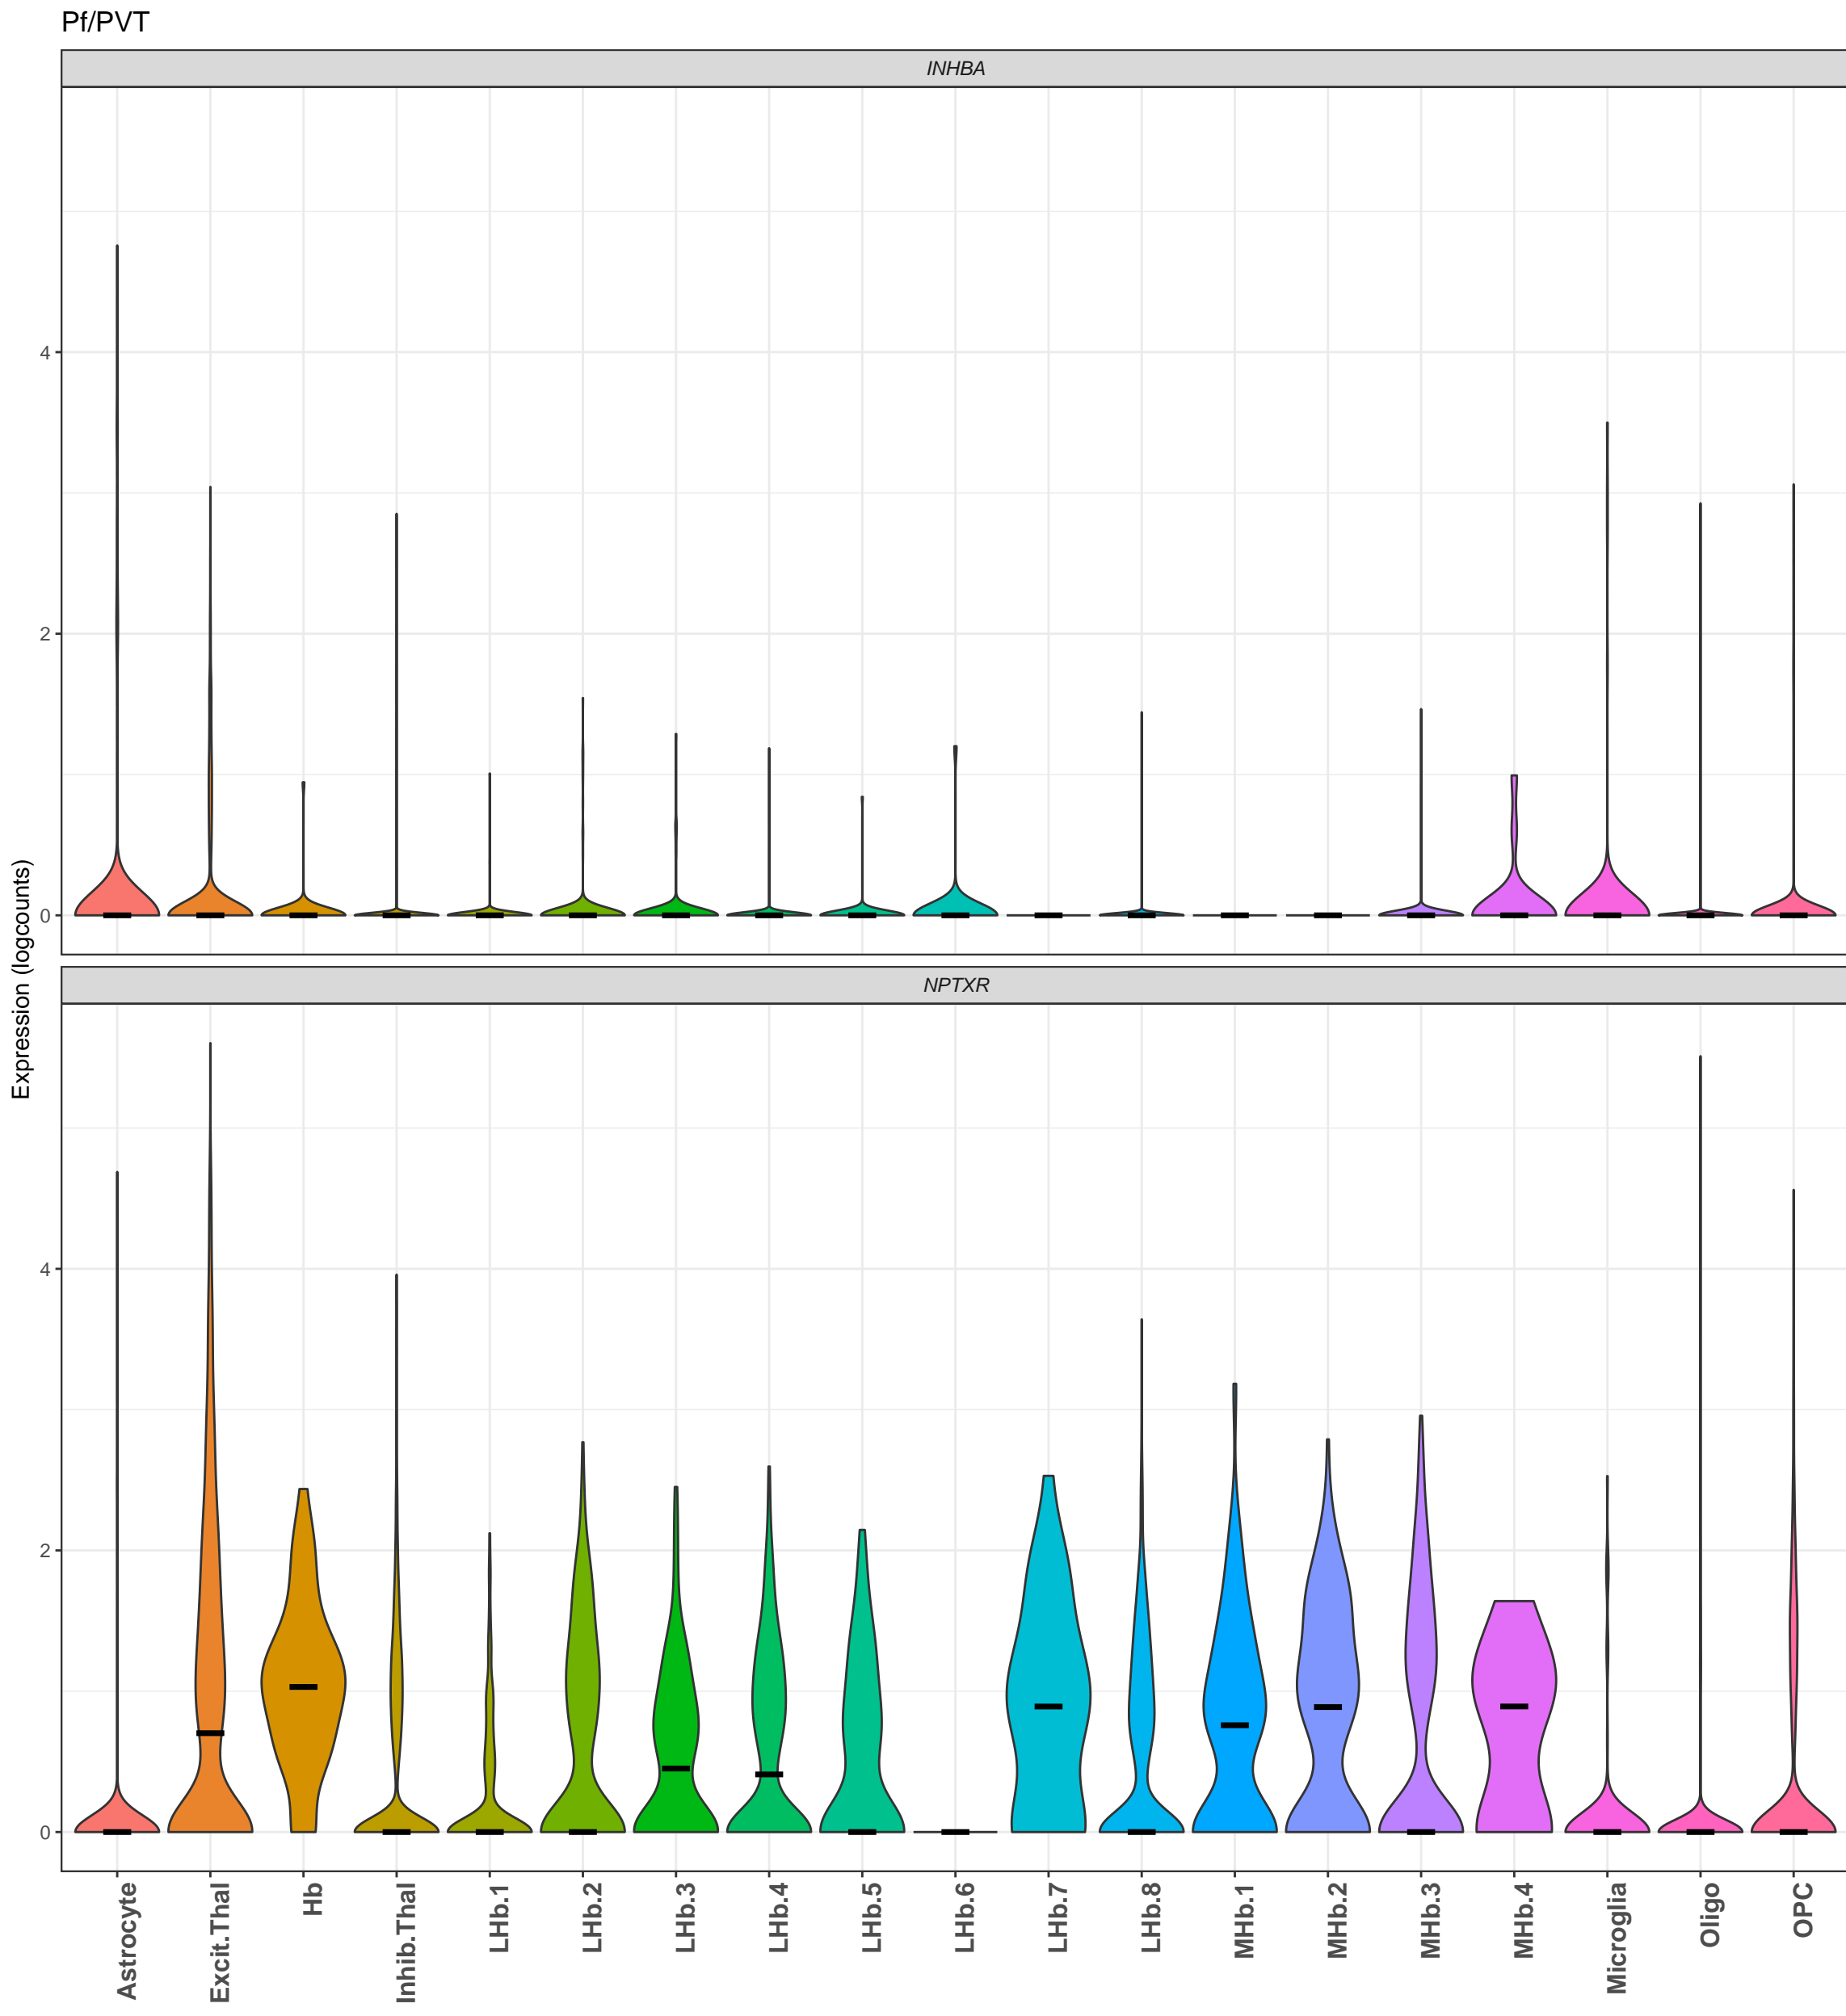 Pf/PVT
INHBA
4
2
0
Expression (logcounts)
NPTXR
4
2
0
Astrocyte
Excit.Thal
Hb
Inhib.Thal
LHb.1
LHb.2
LHb.3
LHb.4
LHb.5
LHb.6
LHb.7
LHb.8
MHb.1
MHb.2
MHb.3
MHb.4
Microglia
Oligo
OPC